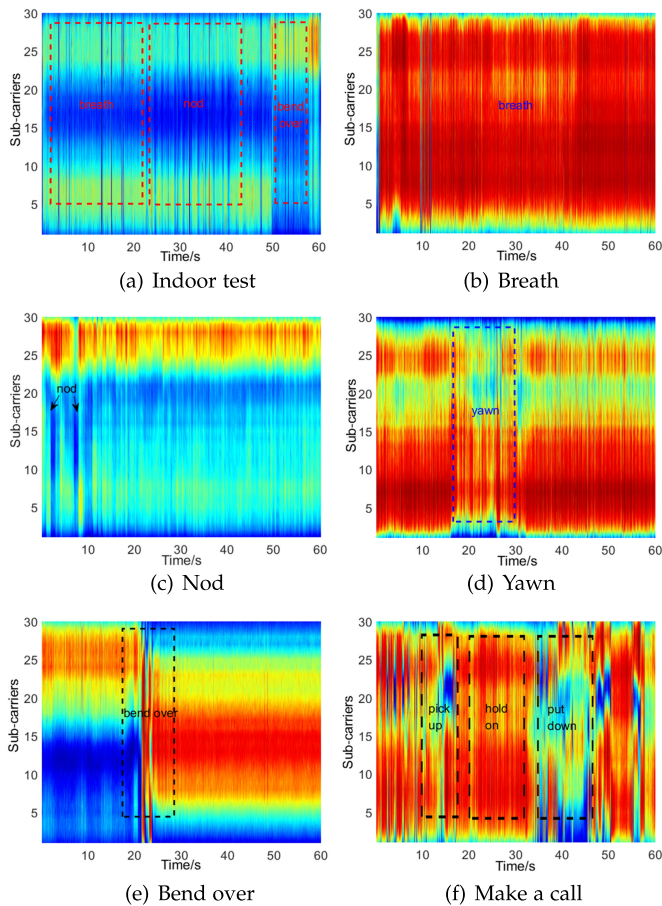 30
25
20
15
10
5
Sub-carriers
breath
nod
bend
over
10 20 30 40 50 60
Time/s
(a) Indoor test
30
25
20
15
10
5
Sub-carriers
breath
10 20 30 40 50 60
Time/s
(b) Breath
30
25
20
15
10
5
Sub-carriers
nod
10 20 30 40 50 60
Time/s
(c) Nod
30
25
20
15
10
5
Sub-carriers
yawn
10 20 30 40 50 60
Time/s
(d) Yawn
30
25
20
15
10
5
Sub-carriers
bend over
10 20 30 40 50 60
Time/s
(e) Bend over
30
25
20
15
10
5
Sub-carriers
pick
up
hold
on
put
down
10 20 30 40 50 60
Time/s
(f) Make a call